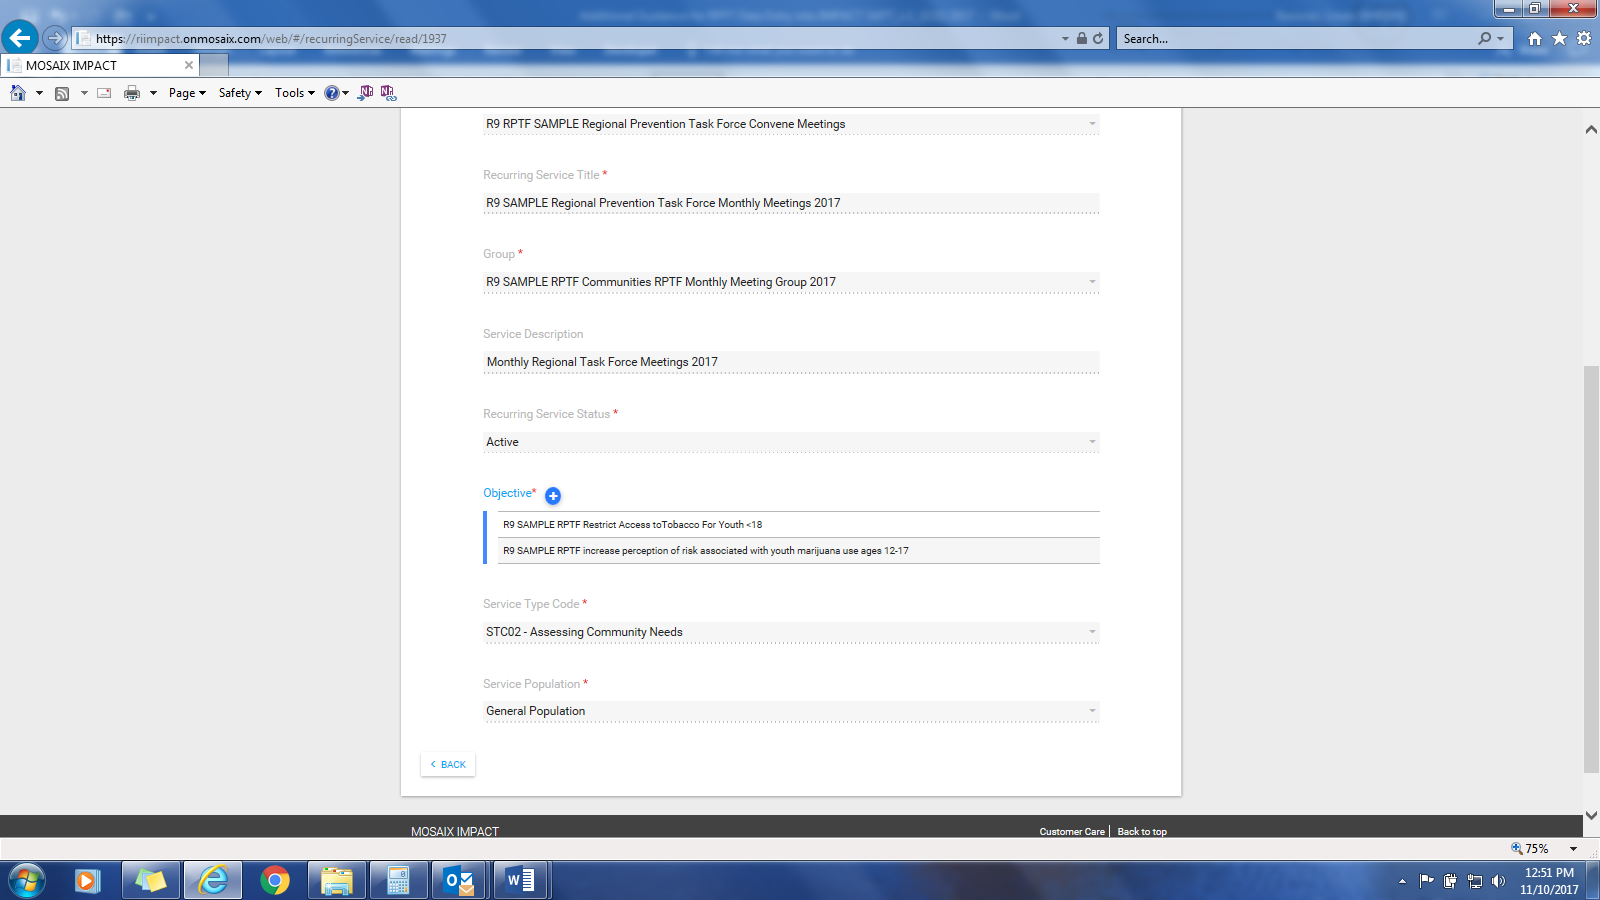 https://riimpact.onmosaix.com/web/#/recurringService/read/1937
Search...
MOSAIX IMPACT
Page
Safety
Tools
R9 RPTF SAMPLE Regional Prevention Task Force Convene Meetings
Recurring Service Title *
R9 SAMPLE Regional Prevention Task Force Monthly Meetings 2017
Group *
R9 SAMPLE RPTF Communities RPTF Monthly Meeting Group 2017
Service Description
Monthly Regional Task Force Meetings 2017
Recurring Service Status *
Active
Objective*
R9 SAMPLE RPTF Restrict Access toTobacco For Youth <18
R9 SAMPLE RPTF increase perception of risk associated with youth marijuana use ages 12-17
Service Type Code *
STC02 - Assessing Community Needs
Service Population *
General Population
BACK
MOSAIX IMPACT
Customer Care | Back to top
75%
12:51 PM
11/10/2017